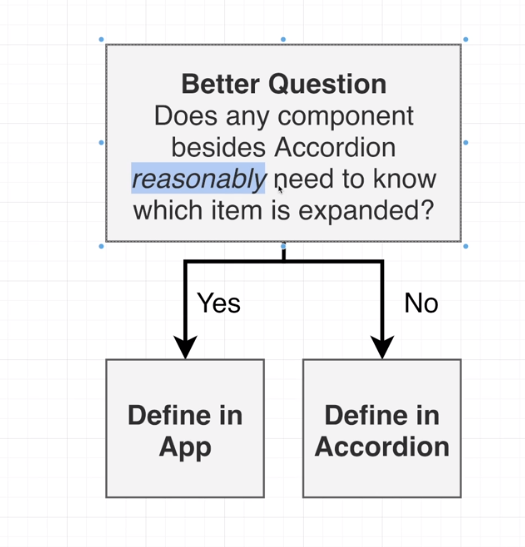 Better Question
Does any component
besides Accordion
reasonably need to know
which item is expanded?
Yes
No
Define in
App
Define in
Accordion